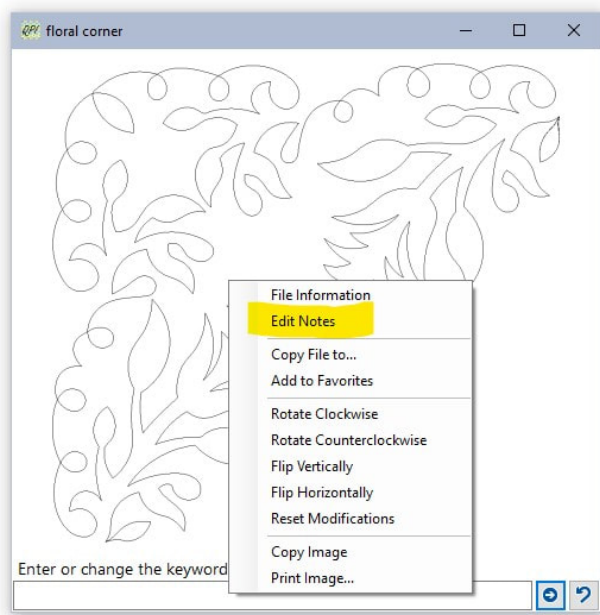 QPI floral corner
File Information
Edit Notes
Copy File to...
Add to Favorites
Rotate Clockwise
Rotate Counterclockwise
Flip Vertically
Flip Horizontally
Reset Modifications
Copy Image
Print Image...
Enter or change the keyword